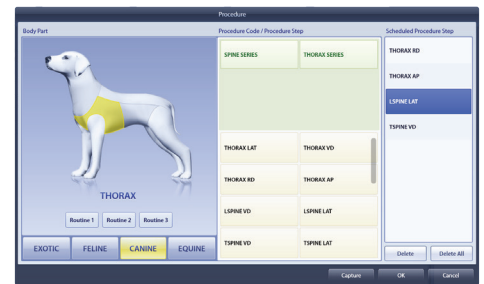 Procedure
Body Part
Procedure Code / Procedure Step
Scheduled Procedure Step
SPINE SERIES
THORAX SERIES
THORAX LAT
THORAX VD
THORAX RD
THORAX AP
LSPINE VD
LSPINE LAT
TSPINE VD
TSPINE LAT
THORAX RD
THORAX AP
LSPINE LAT
TSPINE VD
THORAX
Routine 1
Routine 2
Routine 3
EXOTIC
FELINE
CANINE
EQUINE
Delete
Delete All
Capture
OK
Cancel